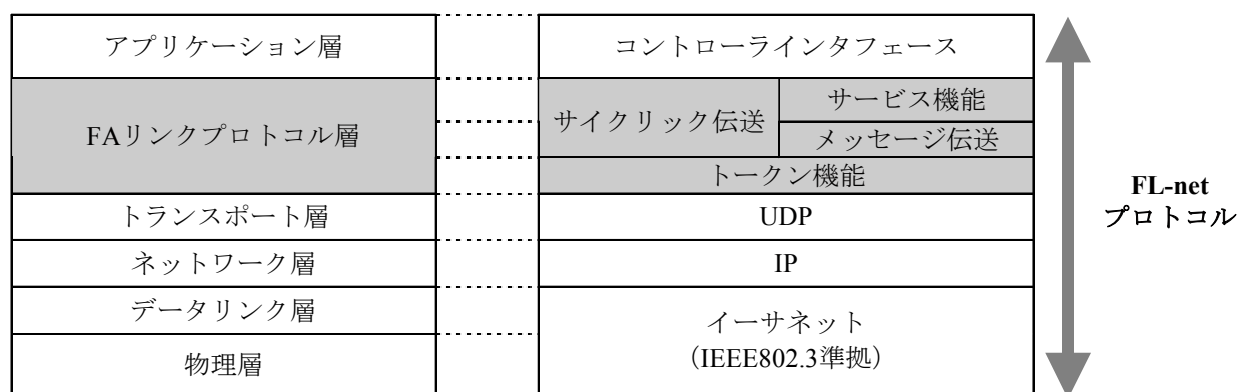 アプリケーション層
コントローラインタフェース
FAリンクプロトコル層
サイクリック伝送
サービス機能
メッセージ伝送
トークン機能
トランスポート層
UDP
ネットワーク層
IP
データリンク層
物理層
イーサネット
（IEEE802.3準拠）
FL-net
プロトコル